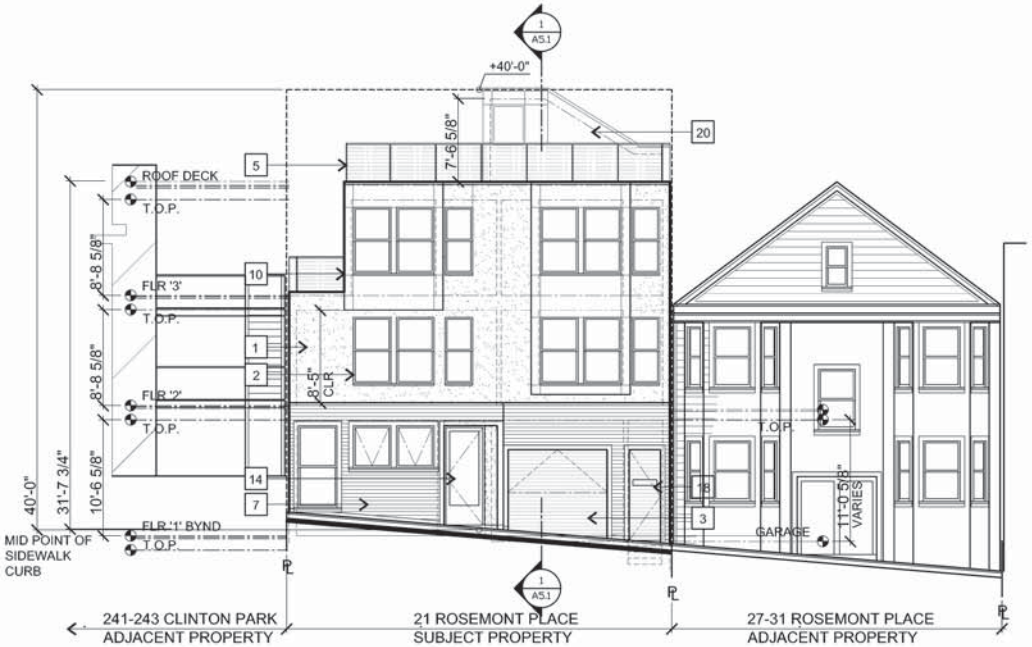 1
A5.1
+40'-0"
20
7'-6 5/8"
5
ROOF DECK
T.O.P.
8'-8 5/8"
10
FLR '3'
T.O.P.
1
2
8'-5"
CLR
8'-8 5/8"
FLR '2'
T.O.P.
T.O.P.
40'-0"
31'-7 3/4"
10'-6 5/8"
14
7
18
3
11'-0 5/8"
VARIES
GARAGE
FLR '1' BYND
T.O.P.
MID POINT OF
SIDEWALK
CURB
1
A5.1
PL
PL
PL
241-243 CLINTON PARK
ADJACENT PROPERTY
21 ROSEMONT PLACE
SUBJECT PROPERTY
27-31 ROSEMONT PLACE
ADJACENT PROPERTY